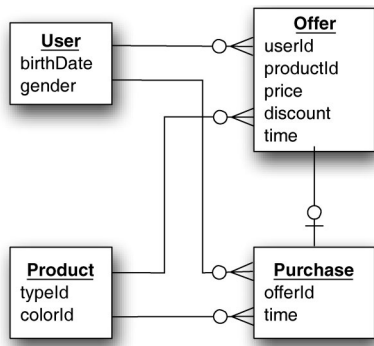 User
birthDate
gender
Offer
userId
productId
price
discount
time
Product
typeId
colorId
Purchase
offerId
time